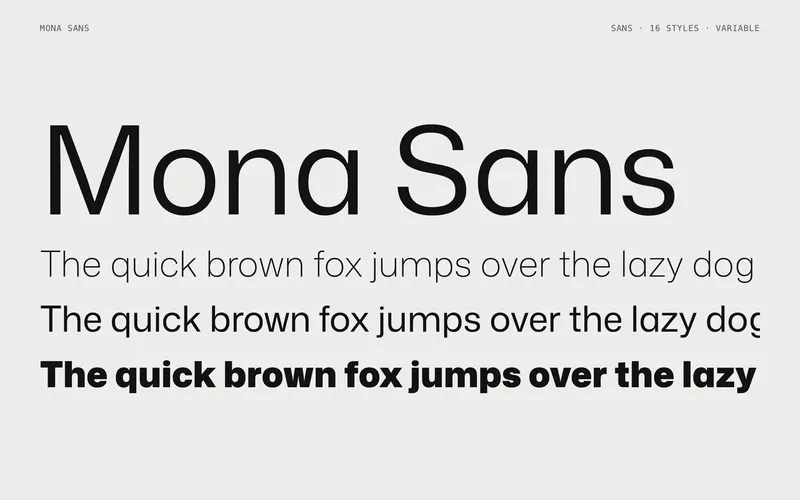 MONA SANS
SANS · 16 STYLES · VARIABLE
Mona Sans
The quick brown fox jumps over the lazy dog
The quick brown fox jumps over the lazy dog
The quick brown fox jumps over the lazy